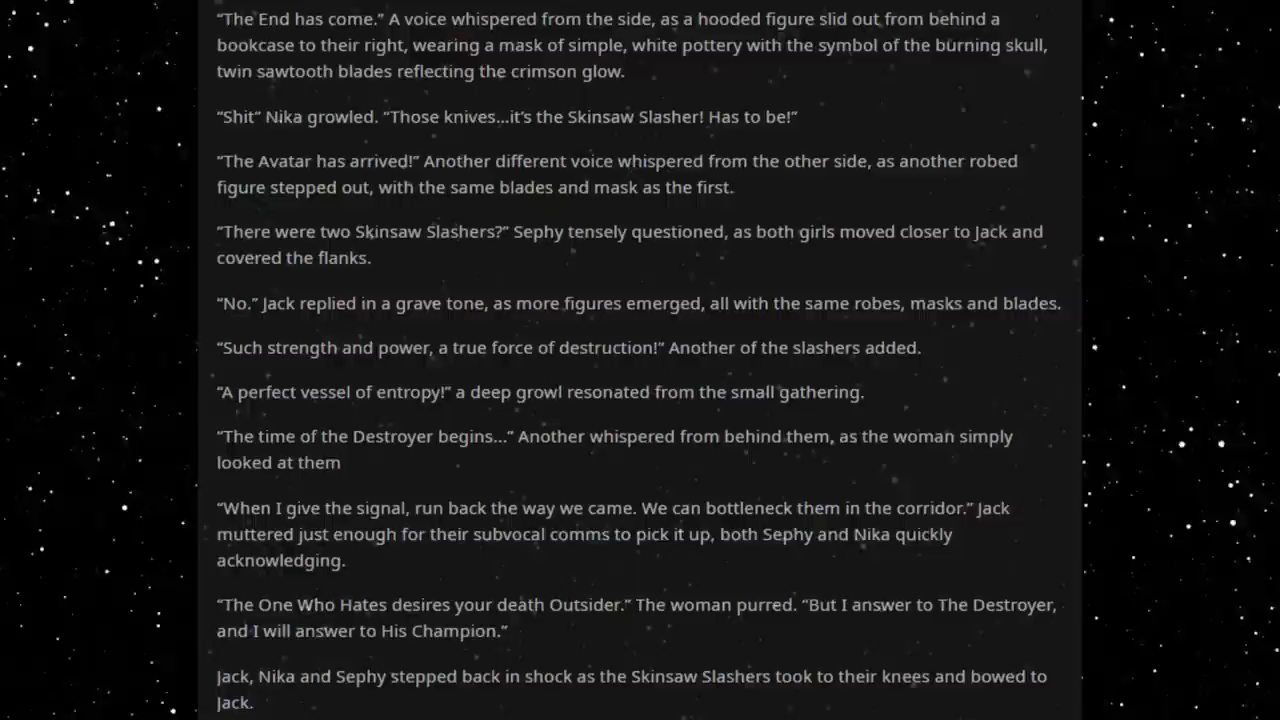 “The End has come.” A voice whispered from the side, as a hooded figure slid out from behind a
bookcase to their right, wearing a mask of simple, white pottery with the symbol of the burning skull,
twin sawtooth blades reflecting the crimson glow.
“Shit” Nika growled. “Those knives…it’s the Skinsaw Slasher! Has to be!”
“The Avatar has arrived!” Another different voice whispered from the other side, as another robed
figure stepped out, with the same blades and mask as the first.
“There were two Skinsaw Slashers?” Sephy tensely questioned, as both girls moved closer to Jack and
covered the flanks.
“No.” Jack replied in a grave tone, as more figures emerged, all with the same robes, masks and blades.
“Such strength and power, a true force of destruction!” Another of the slashers added.
“A perfect vessel of entropy!” a deep growl resonated from the small gathering.
“The time of the Destroyer begins…” Another whispered from behind them, as the woman simply
looked at them
“When I give the signal, run back the way we came. We can bottleneck them in the corridor.” Jack
muttered just enough for their subvocal comms to pick it up, both Sephy and Nika quickly
acknowledging.
“The One Who Hates desires your death Outsider.” The woman purred. “But I answer to The Destroyer,
and I will answer to His Champion.”
Jack, Nika and Sephy stepped back in shock as the Skinsaw Slashers took to their knees and bowed to
Jack.